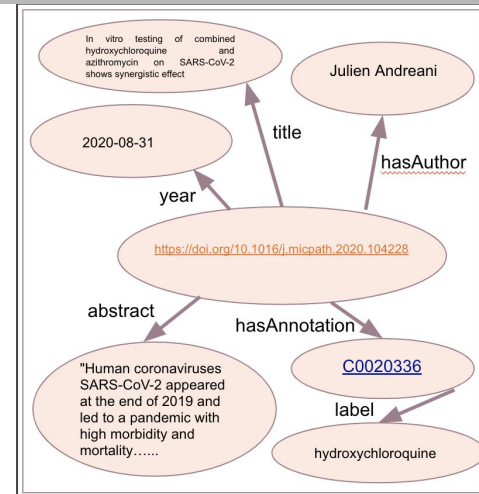 In vitro testing of combined
hydroxychloroquine and
azithromycin on SARS-CoV-2
shows synergistic effect
Julien Andreani
title
2020-08-31
hasAuthor
year
https://doi.org/10.1016/j.micpath.2020.104228
abstract
hasAnnotation
"Human coronaviruses
SARS-CoV-2 appeared
at the end of 2019 and
led to a pandemic with
high morbidity and
mortality…...
C0020336
label
hydroxychloroquine